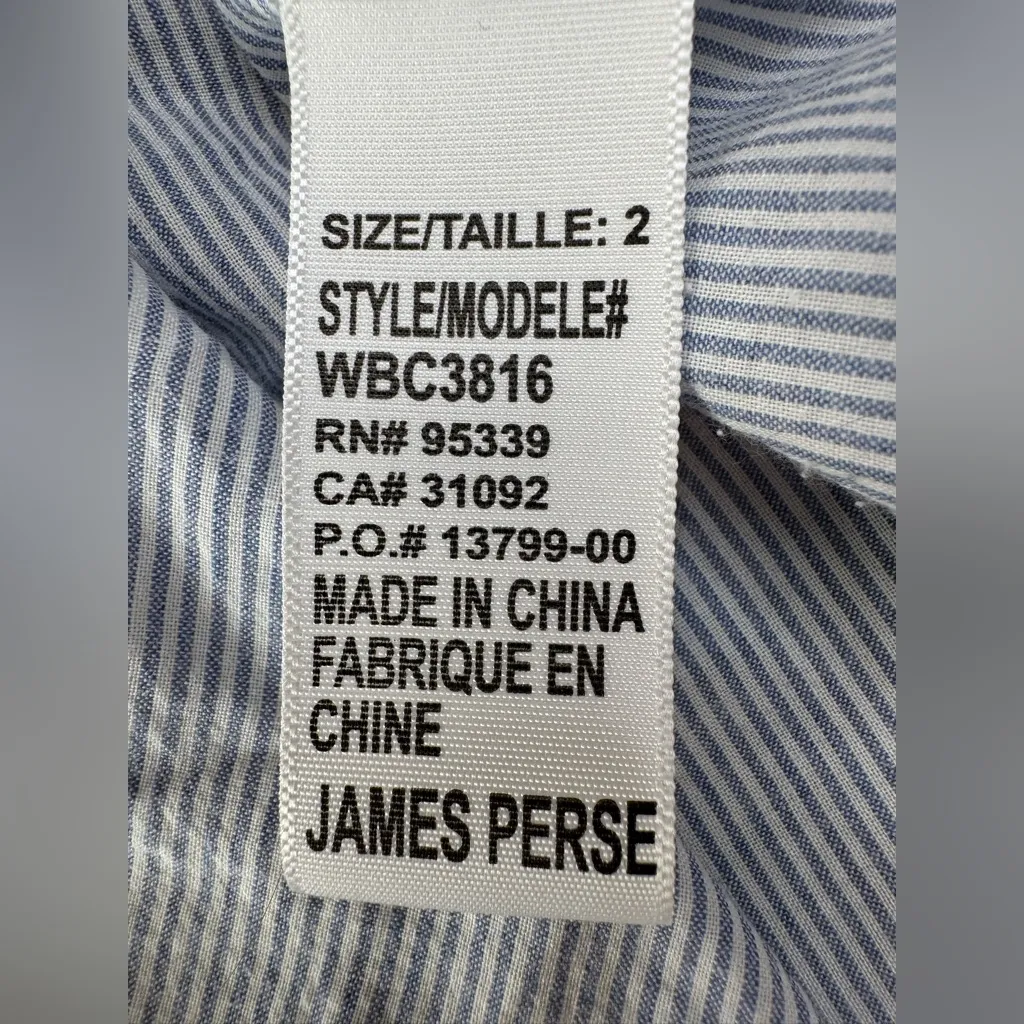 SIZE/TAILLE: 2
STYLE/MODELE#
WBC3816
RN# 95339
CA# 31092
P.O.# 13799-00
MADE IN CHINA
FABRIQUE EN
CHINE
JAMES PERSE